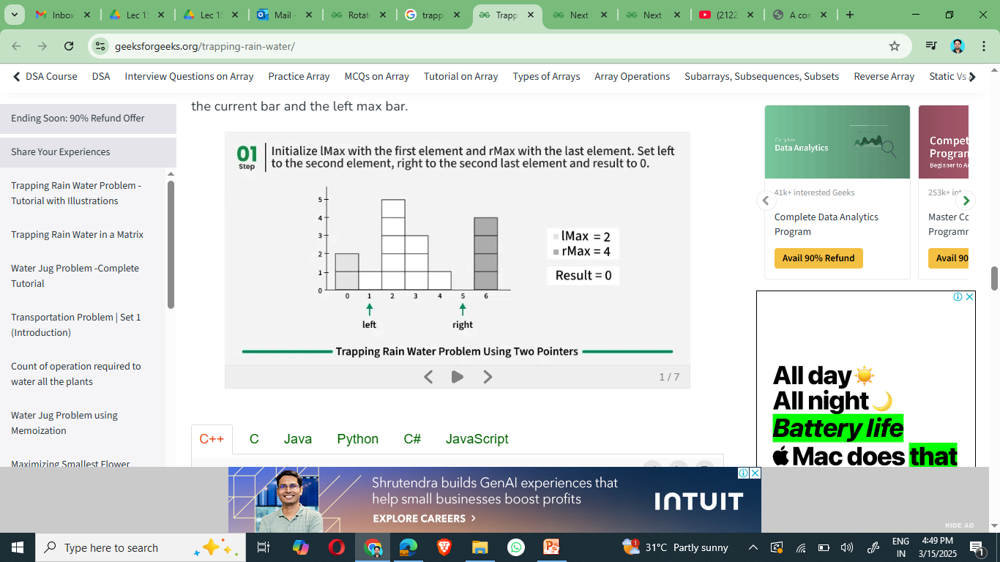 Inbox
Lec 1
Lec 1
Mail -
Rotat
trapp
Trapp
Next
Next
(2122
A con
geeksforgeeks.org/trapping-rain-water/
DSA Course
DSA
Interview Questions on Array
Practice Array
MCQs on Array
Tutorial on Array
Types of Arrays
Array Operations
Subarrays, Subsequences, Subsets
Reverse Array
Static Vs
Ending Soon: 90% Refund Offer
Share Your Experiences
Trapping Rain Water Problem -
Tutorial with Illustrations
Trapping Rain Water in a Matrix
Water Jug Problem -Complete
Tutorial
Transportation Problem | Set 1
(Introduction)
Count of operation required to
water all the plants
Water Jug Problem using
Memoization
Maximizing Smallest Flower
the current bar and the left max bar.
01
Step
Initialize lMax with the first element and rMax with the last element. Set left
to the second element, right to the second last element and result to 0.
5
4
3
2
1
0
0 1 2 3 4 5 6
left
right
lMax = 2
rMax = 4
Result = 0
Trapping Rain Water Problem Using Two Pointers
1 / 7
C++
C
Java
Python
C#
JavaScript
Complete
Data Analytics
41k+ interested Geeks
Complete Data Analytics
Program
Avail 90% Refund
Compet
Progran
Beginner to A
253k+ int
Master Co
Programr
Avail 90
All day
All night
Battery life
Mac does that
Shrutendra builds GenAI experiences that
help small businesses boost profits
EXPLORE CAREERS >
INTUIT
HIDE AD
Type here to search
1
31°C Partly sunny
ENG
IN
4:49 PM
3/15/2025
1